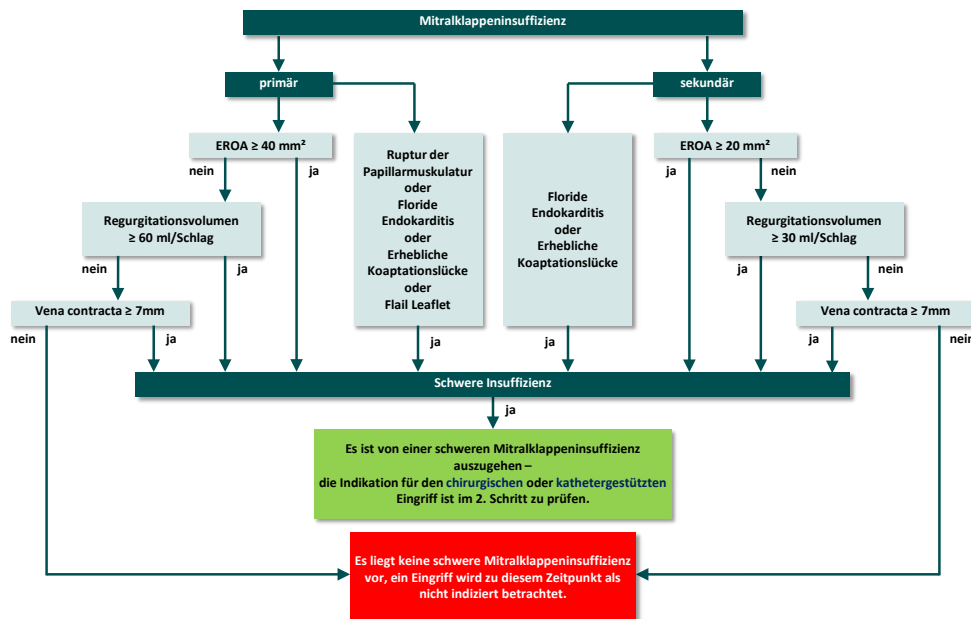 Mitralklappeninsuffizienz
primär
sekundär
EROA ≥ 40 mm²
nein
ja
Regurgitationsvolumen
≥ 60 ml/Schlag
nein
ja
Vena contracta ≥ 7mm
nein
ja
Ruptur der
Papillarmuskulatur
oder
Floride
Endokarditis
oder
Erhebliche
Koaptationslücke
oder
Flail Leaflet
ja
Floride
Endokarditis
oder
Erhebliche
Koaptationslücke
ja
EROA ≥ 20 mm²
ja
nein
Regurgitationsvolumen
≥ 30 ml/Schlag
ja
nein
Vena contracta ≥ 7mm
ja
nein
Schwere Insuffizienz
ja
Es ist von einer schweren Mitralklappeninsuffizienz
auszugehen –
die Indikation für den chirurgischen oder kathetergestützten
Eingriff ist im 2. Schritt zu prüfen.
Es liegt keine schwere Mitralklappeninsuffizienz
vor, ein Eingriff wird zu diesem Zeitpunkt als
nicht indiziert betrachtet.